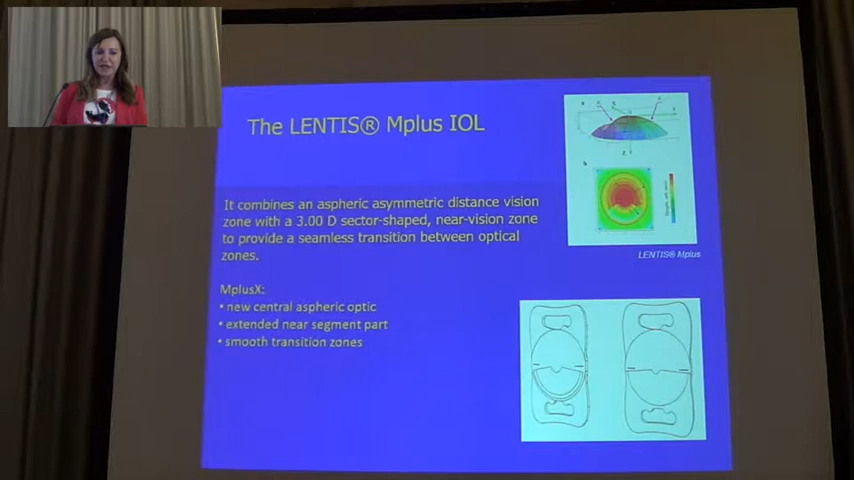 The LENTIS® Mplus IOL
It combines an aspheric asymmetric distance vision
zone with a 3.00 D sector-shaped, near-vision zone
to provide a seamless transition between optical
zones.
LENTIS® Mplus
MplusX:
• new central aspheric optic
• extended near segment part
• smooth transition zones